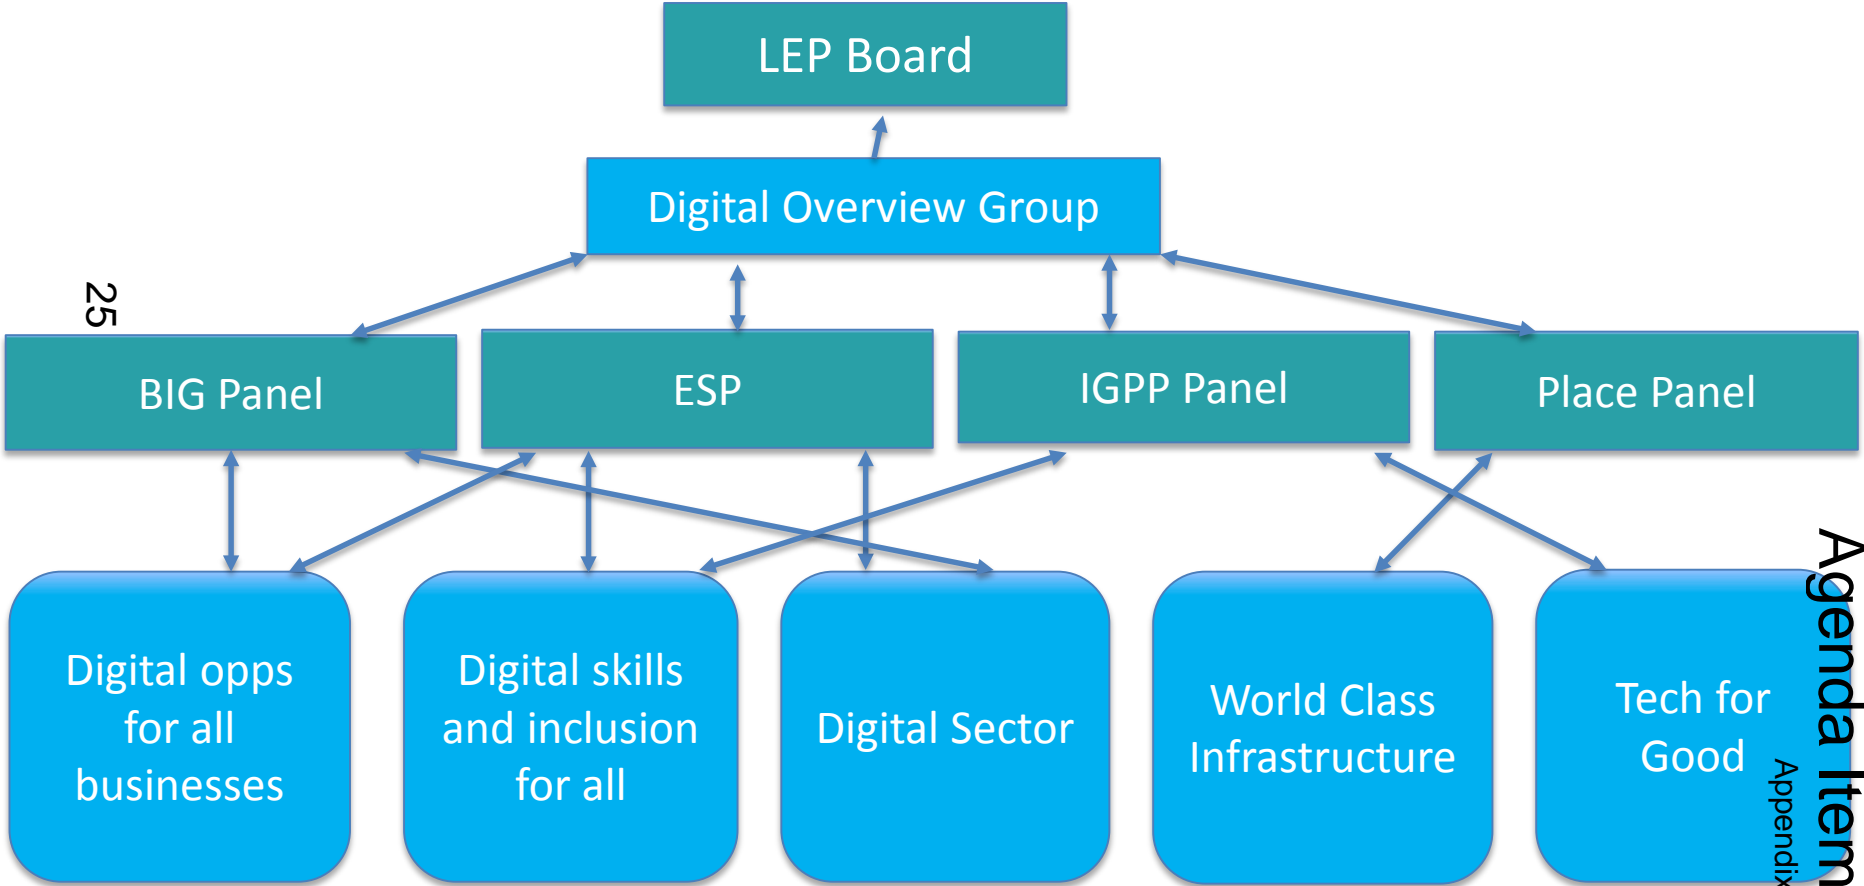 LEP Board
Digital Overview Group
25
BIG Panel
ESP
IGPP Panel
Place Panel
Digital opps
for all
businesses
Digital skills
and inclusion
for all
Digital Sector
World Class
Infrastructure
Tech for
Good
Agenda Item
Appendix